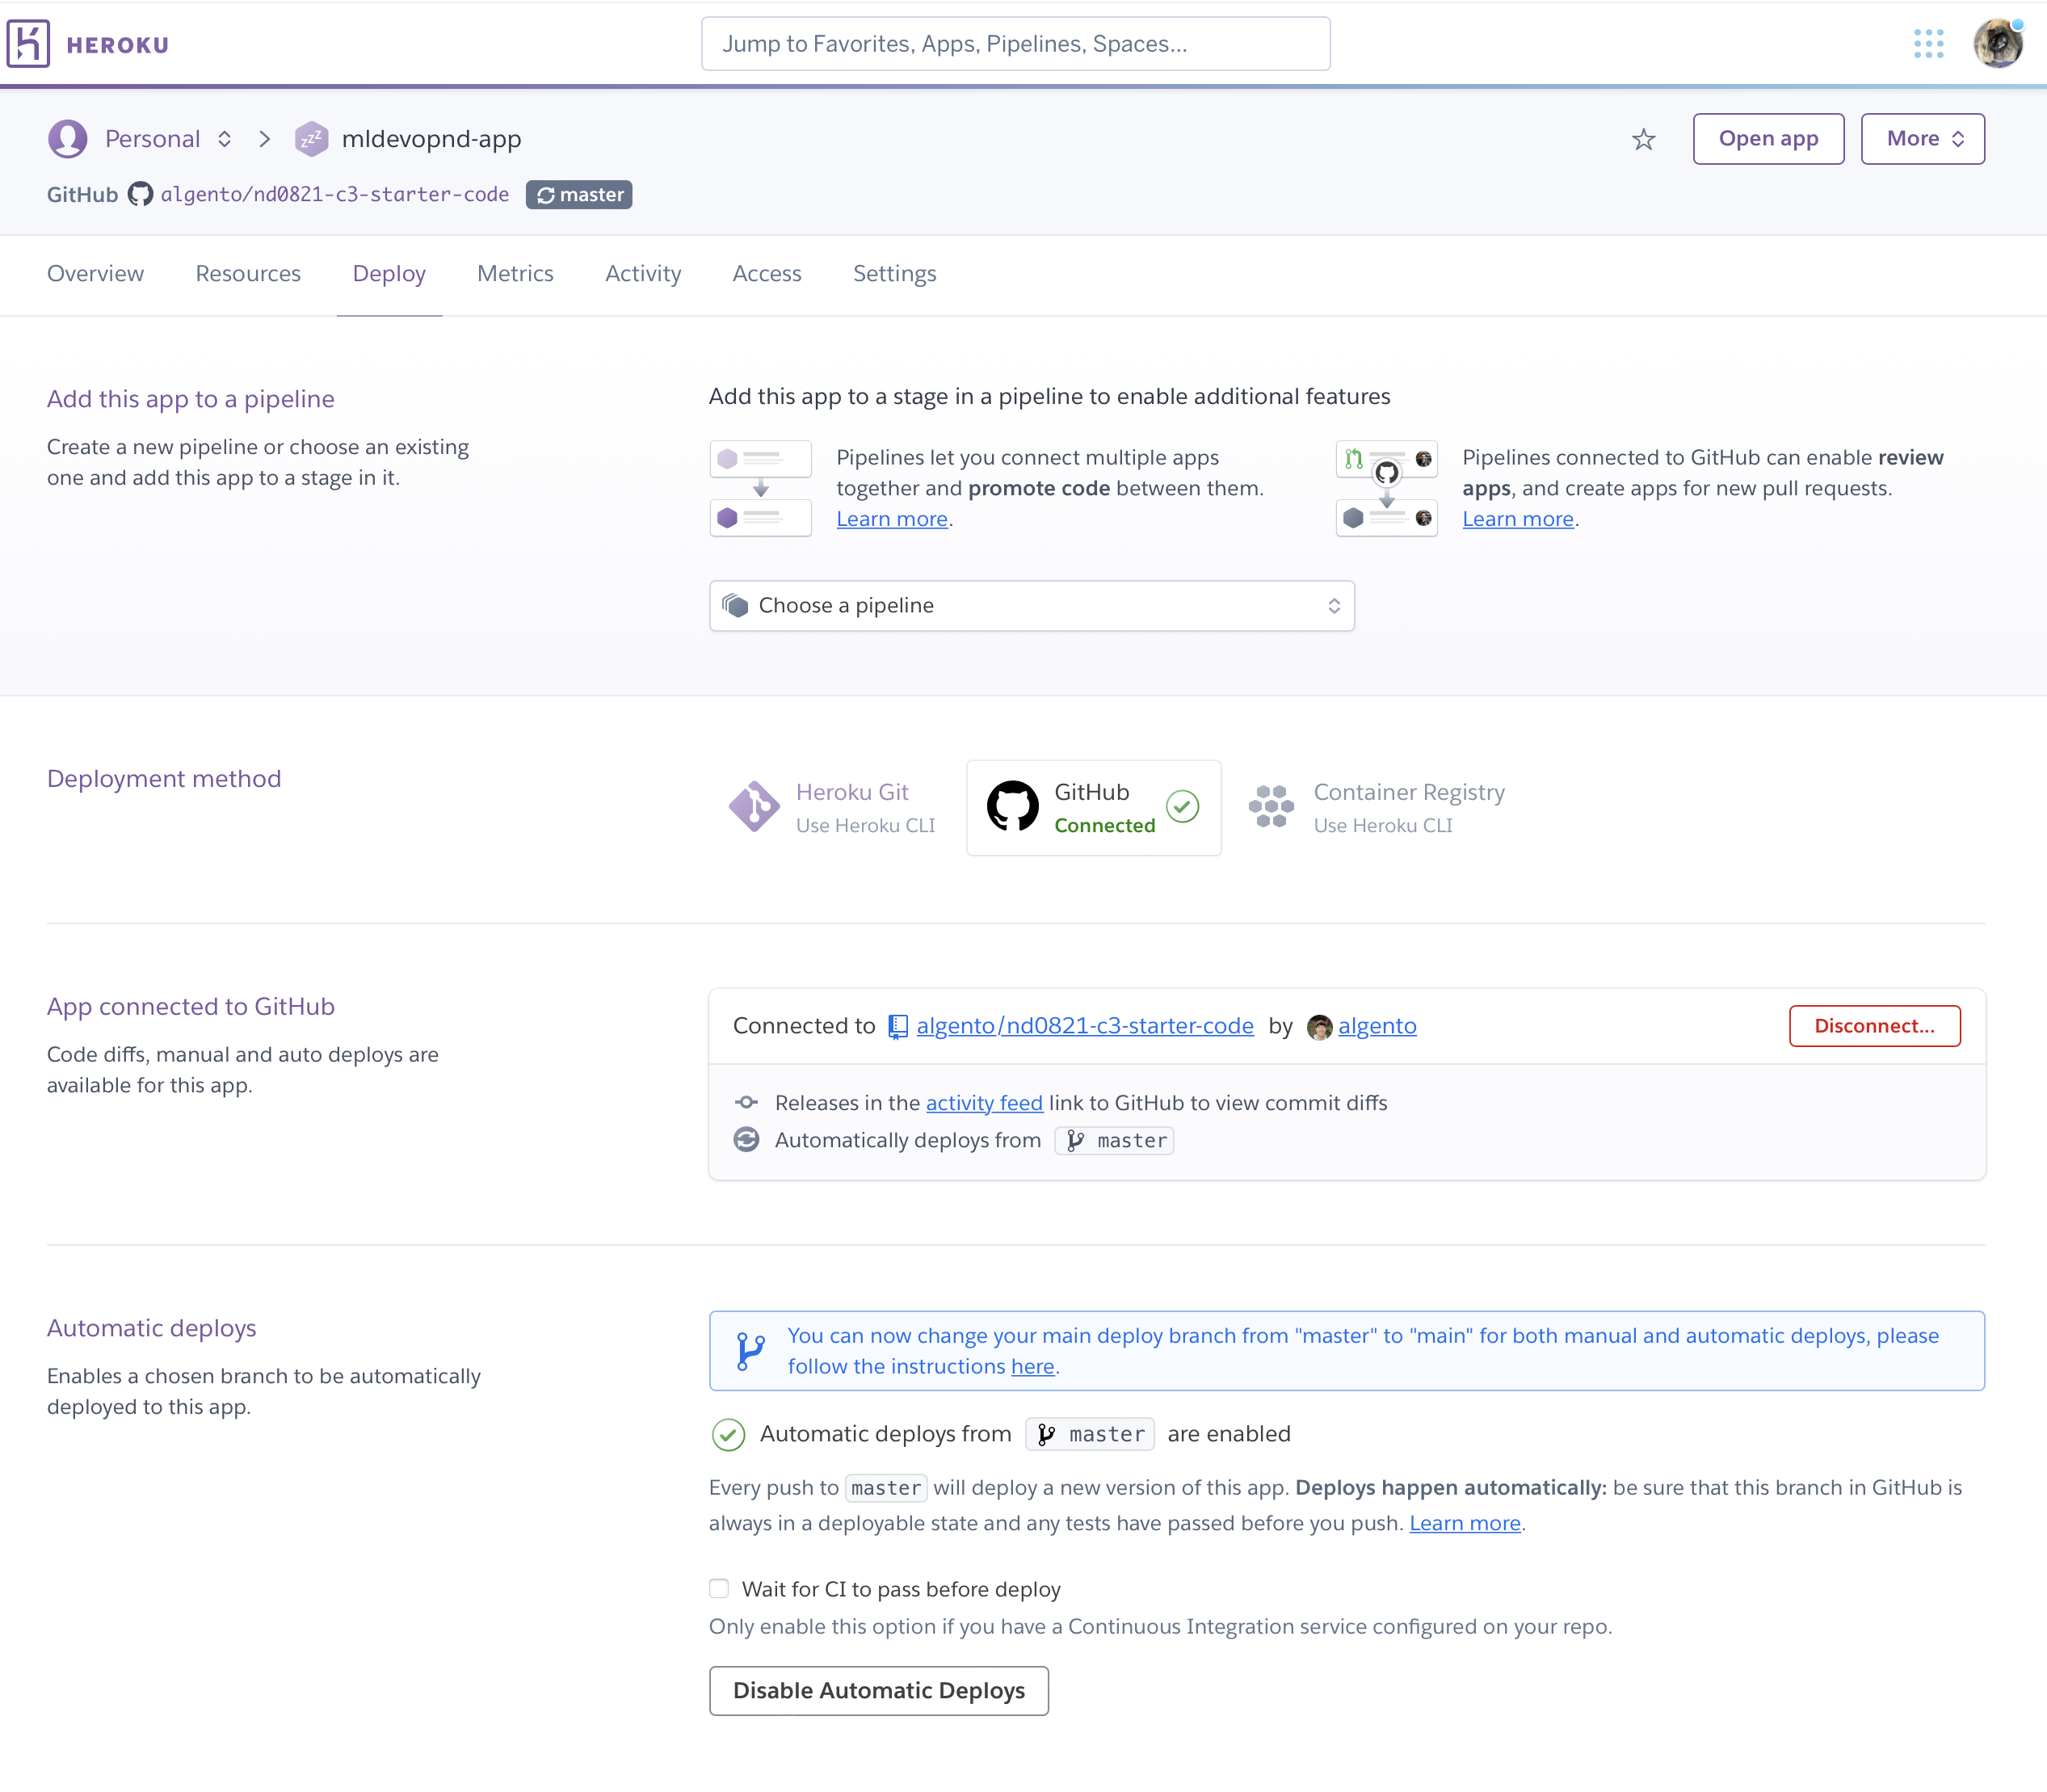 HEROKU
Jump to Favorites, Apps, Pipelines, Spaces...
Personal
zzz
mldevopnd-app
Open app
More
GitHub algento/nd0821-c3-starter-code master
Overview Resources Deploy Metrics Activity Access Settings
Add this app to a pipeline
Create a new pipeline or choose an existing
one and add this app to a stage in it.
Add this app to a stage in a pipeline to enable additional features
Pipelines let you connect multiple apps
together and promote code between them.
Learn more.
Pipelines connected to GitHub can enable review
apps, and create apps for new pull requests.
Learn more.
Choose a pipeline
Deployment method
Heroku Git
Use Heroku CLI
GitHub
Connected
Container Registry
Use Heroku CLI
App connected to GitHub
Code diffs, manual and auto deploys are
available for this app.
Connected to algento/nd0821-c3-starter-code by algento
Disconnect...
Releases in the activity feed link to GitHub to view commit diffs
Automatically deploys from master
Automatic deploys
Enables a chosen branch to be automatically
deployed to this app.
You can now change your main deploy branch from "master" to "main" for both manual and automatic deploys, please
follow the instructions here.
Automatic deploys from master are enabled
Every push to master will deploy a new version of this app. Deploys happen automatically: be sure that this branch in GitHub is
always in a deployable state and any tests have passed before you push. Learn more.
Wait for CI to pass before deploy
Only enable this option if you have a Continuous Integration service configured on your repo.
Disable Automatic Deploys